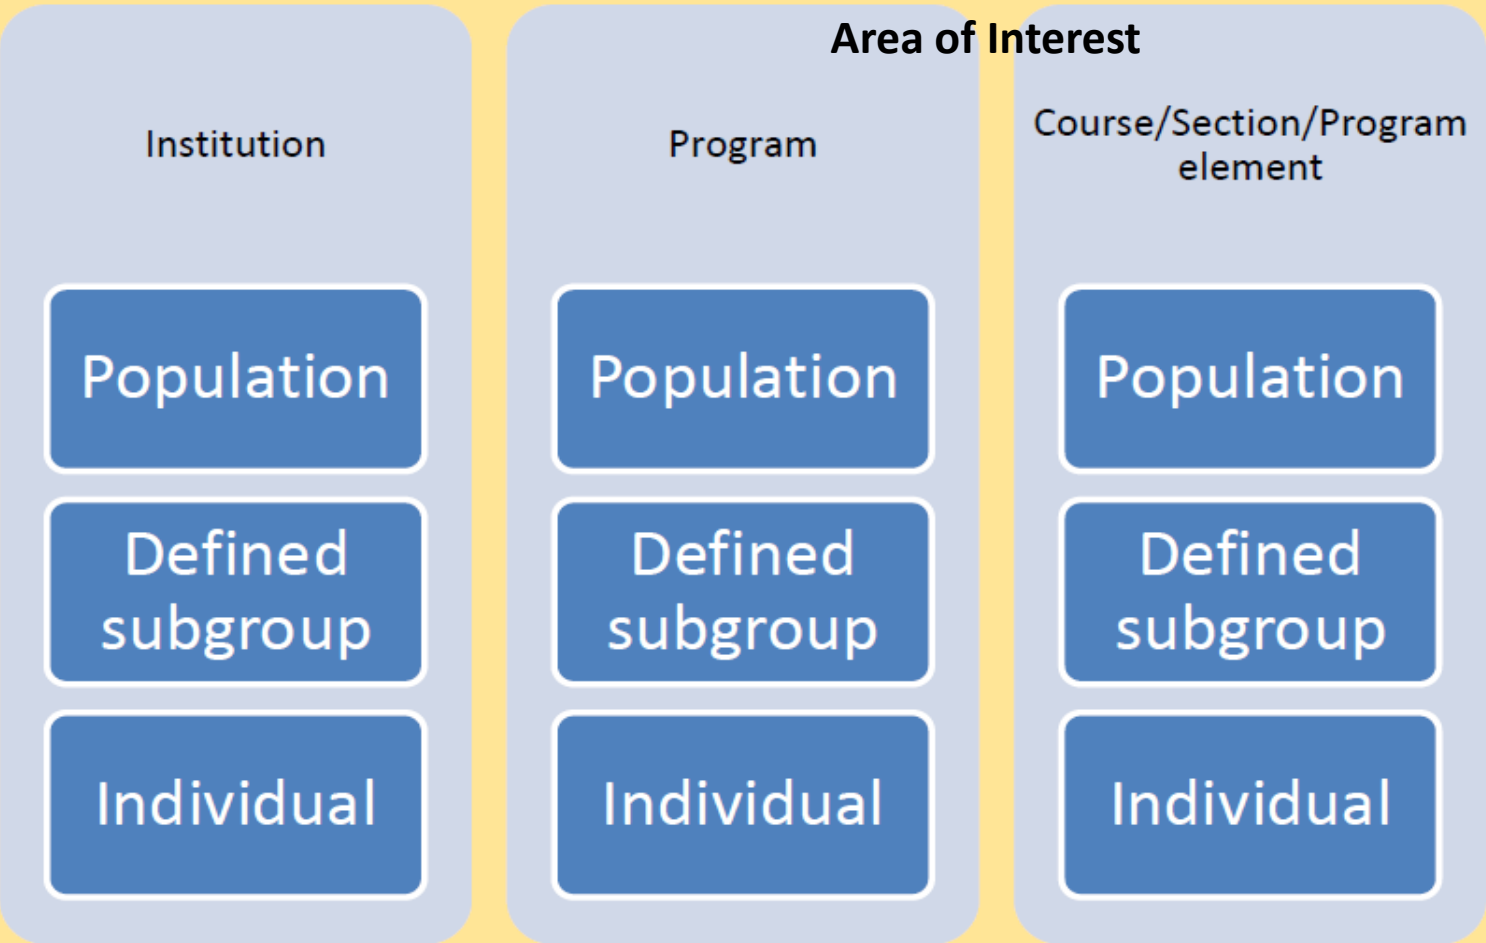 Area of Interest
Institution
Population
Defined
subgroup
Individual
Program
Population
Defined
subgroup
Individual
Course/Section/Program
element
Population
Defined
subgroup
Individual